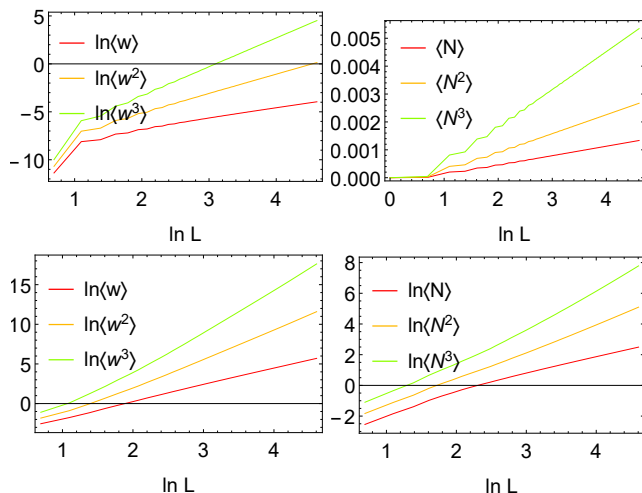 5
0
−5
−10
ln⟨w⟩
ln⟨w²⟩
ln⟨w³⟩
1
2
3
4
ln L
0.005
0.004
0.003
0.002
0.001
0.000
⟨N⟩
⟨N²⟩
⟨N³⟩
0
1
2
3
4
ln L
15
10
5
0
ln⟨w⟩
ln⟨w²⟩
ln⟨w³⟩
1
2
3
4
ln L
8
6
4
2
0
−2
ln⟨N⟩
ln⟨N²⟩
ln⟨N³⟩
1
2
3
4
ln L